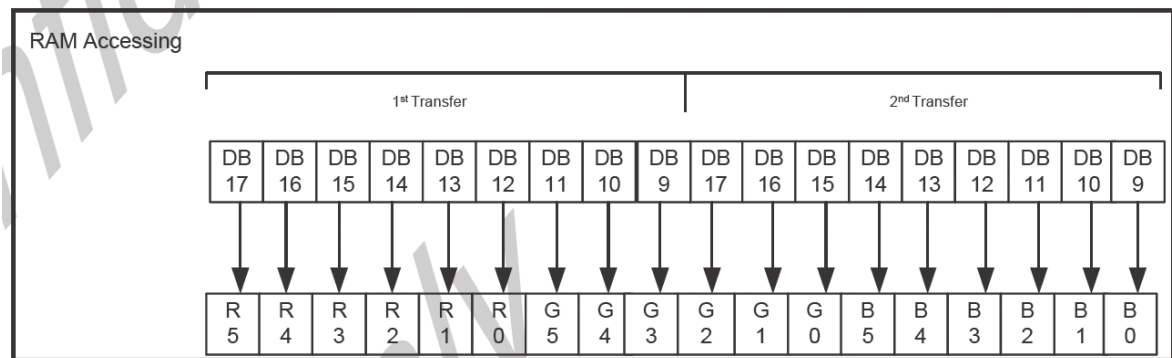 RAM Accessing
1st Transfer 2nd Transfer
DB DB DB DB DB DB DB DB DB DB DB DB DB DB DB DB DB DB
17 16 15 14 13 12 11 10 9 17 16 15 14 13 12 11 10 9
R R R R R R G G G G G G B B B B B B
5 4 3 2 1 0 5 4 3 2 1 0 5 4 3 2 1 0